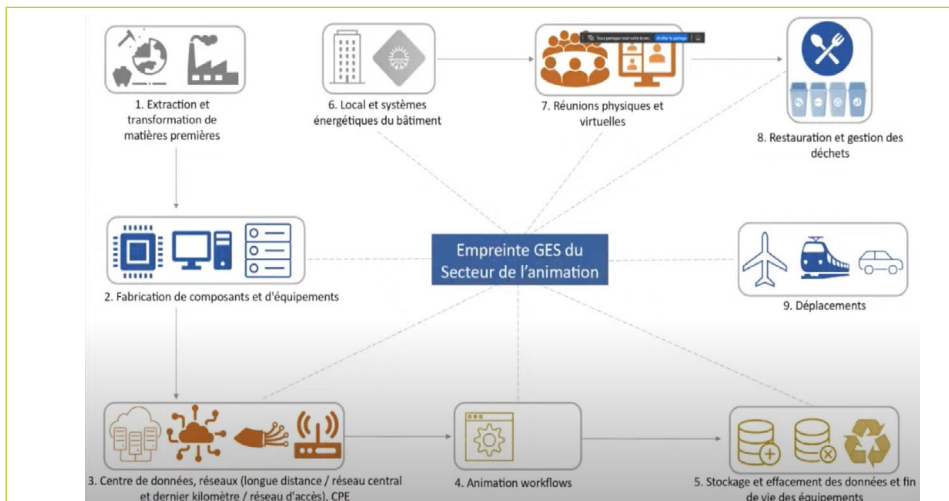 1. Extraction et
transformation de
matières premières
6. Local et systèmes
énergétiques du bâtiment
7. Réunions physiques et
virtuelles
8. Restauration et gestion des
déchets
Empreinte GES du
Secteur de l'animation
2. Fabrication de composants et d'équipements
9. Déplacements
3. Centre de données, réseaux (longue distance / réseau central
et dernier kilomètre / réseau d'accès), CPE
4. Animation workflows
5. Stockage et effacement des données et fin
de vie des équipements